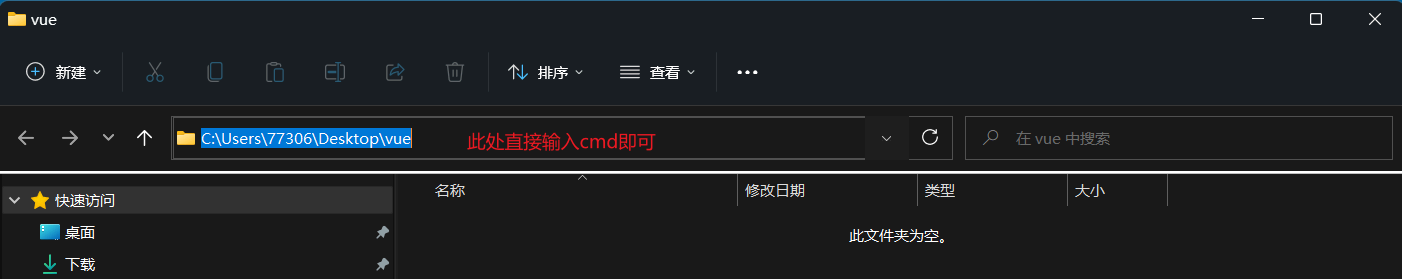 vue
新建
排序
查看
C:\Users\77306\Desktop\vue
此处直接输入cmd即可
在 vue 中搜索
快速访问
名称
修改日期
类型
大小
桌面
此文件夹为空。
下载